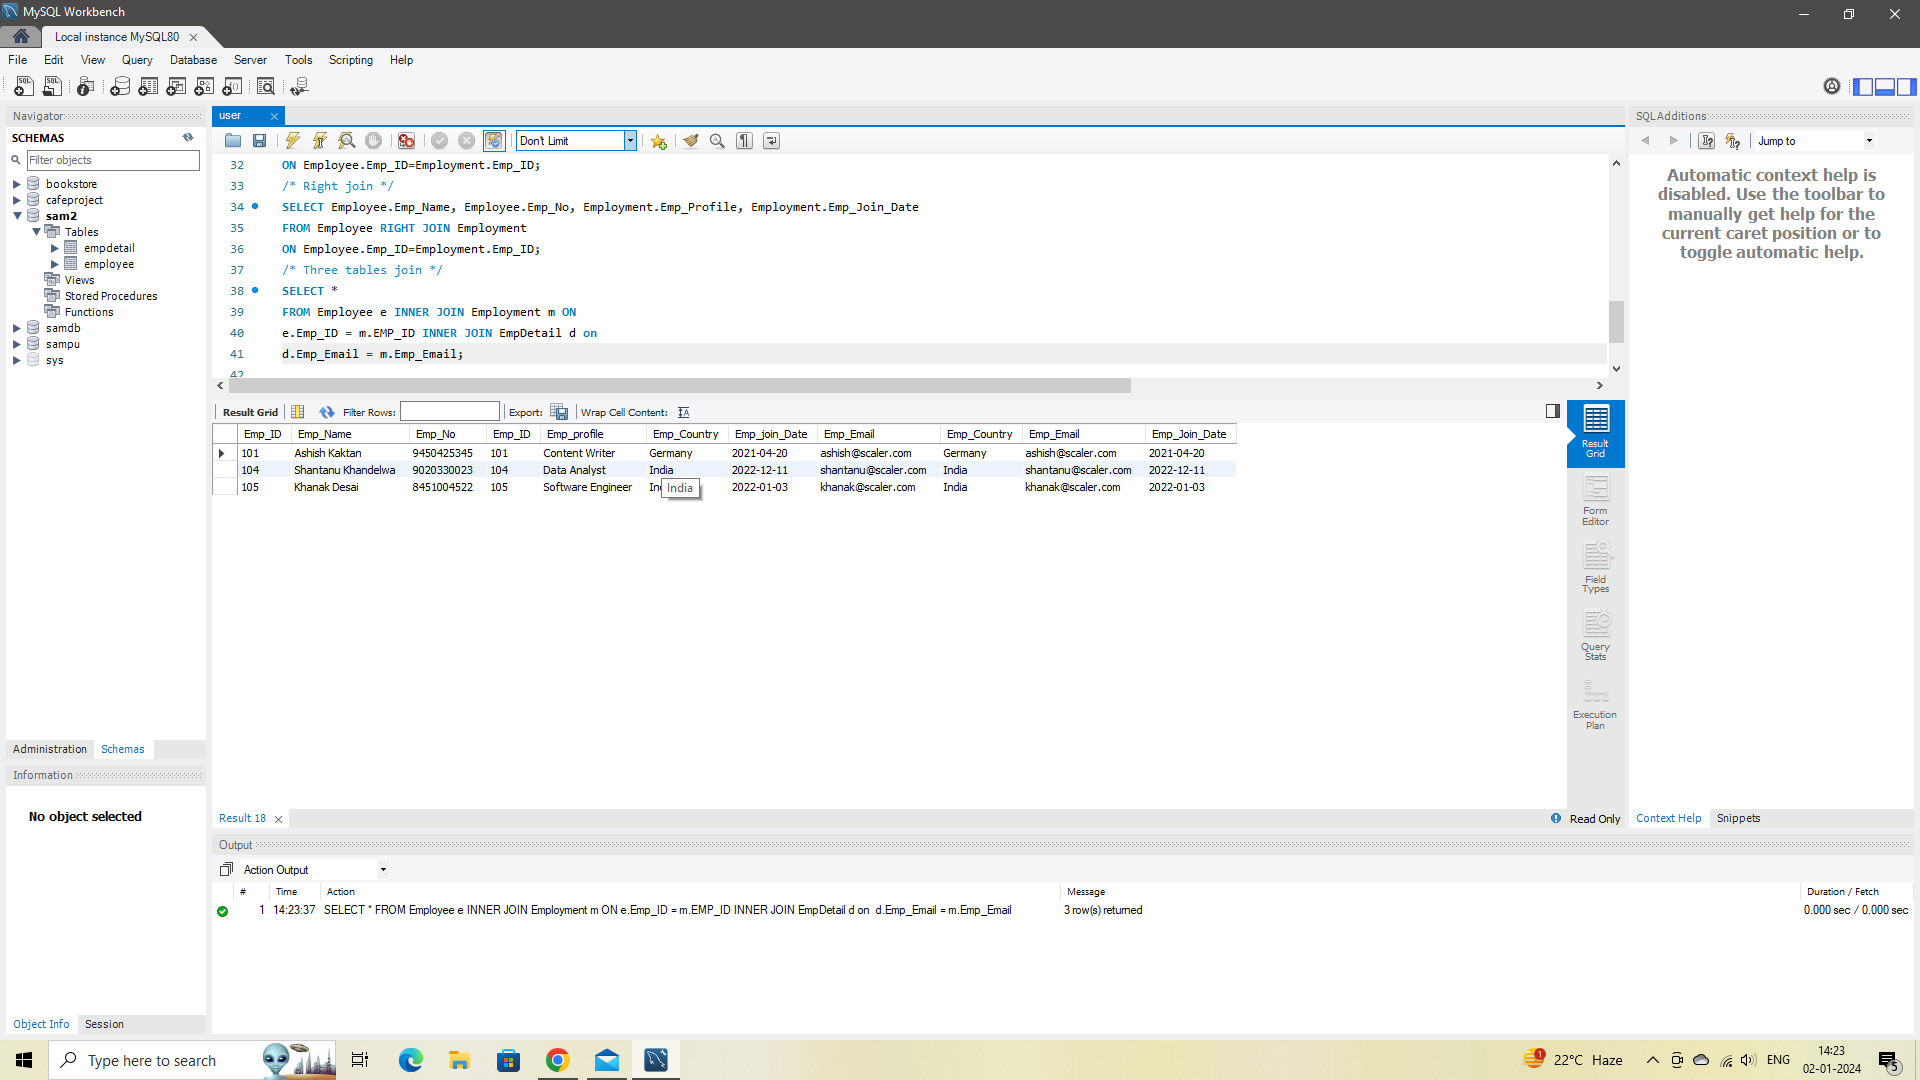 MySQL Workbench
Local instance MySQL80
File Edit View Query Database Server Tools Scripting Help
Navigator
SCHEMAS
Filter objects
bookstore
cafeproject
sam2
Tables
empdetail
employee
Views
Stored Procedures
Functions
samdb
sampu
sys
Administration Schemas
Information
No object selected
Object Info Session
user
Don't Limit
32 ON Employee.Emp_ID=Employment.Emp_ID;
33 /* Right join */
34 SELECT Employee.Emp_Name, Employee.Emp_No, Employment.Emp_Profile, Employment.Emp_Join_Date
35 FROM Employee RIGHT JOIN Employment
36 ON Employee.Emp_ID=Employment.Emp_ID;
37 /* Three tables join */
38 SELECT *
39 FROM Employee e INNER JOIN Employment m ON
40 e.Emp_ID = m.EMP_ID INNER JOIN EmpDetail d on
41 d.Emp_Email = m.Emp_Email;
42
Result Grid Filter Rows: Export: Wrap Cell Content:
Emp_ID Emp_Name Emp_No Emp_ID Emp_profile Emp_Country Emp_join_Date Emp_Email Emp_Country Emp_Email Emp_Join_Date
101 Ashish Kaktan 9450425345 101 Content Writer Germany 2021-04-20 ashish@scaler.com Germany ashish@scaler.com 2021-04-20
104 Shantanu Khandelwa 9020330023 104 Data Analyst India 2022-12-11 shantanu@scaler.com India shantanu@scaler.com 2022-12-11
105 Khanak Desai 8451004522 105 Software Engineer In 2022-01-03 khanak@scaler.com India khanak@scaler.com 2022-01-03
India
Result
Grid
Form
Editor
Field
Types
Query
Stats
Execution
Plan
Result 18
Read Only
SQLAdditions
Jump to
Automatic context help is
disabled. Use the toolbar to
manually get help for the
current caret position or to
toggle automatic help.
Context Help Snippets
Output
Action Output
# Time Action Message Duration / Fetch
1 14:23:37 SELECT * FROM Employee e INNER JOIN Employment m ON e.Emp_ID = m.EMP_ID INNER JOIN EmpDetail d on d.Emp_Email = m.Emp_Email 3 row(s) returned 0.000 sec / 0.000 sec
Type here to search
1
22°C Haze
ENG
14:23
02-01-2024
5